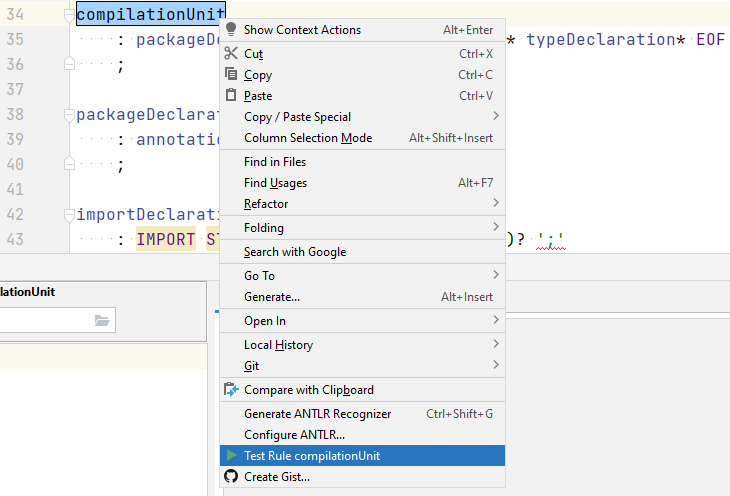 34 compilationUnit
35 : packageDe * typeDeclaration* EOF
36 ;
37
38 packageDeclarat
39 : annotatio
40 ;
41
42 importDeclarati
43 : IMPORT ST )? ';'
Show Context Actions Alt+Enter
Cut Ctrl+X
Copy Ctrl+C
Paste Ctrl+V
Copy / Paste Special
Column Selection Mode Alt+Shift+Insert
Find in Files
Find Usages Alt+F7
Refactor
Folding
Search with Google
Go To
Generate... Alt+Insert
Open In
Local History
Git
Compare with Clipboard
Generate ANTLR Recognizer Ctrl+Shift+G
Configure ANTLR...
Test Rule compilationUnit
Create Gist...
lationUnit